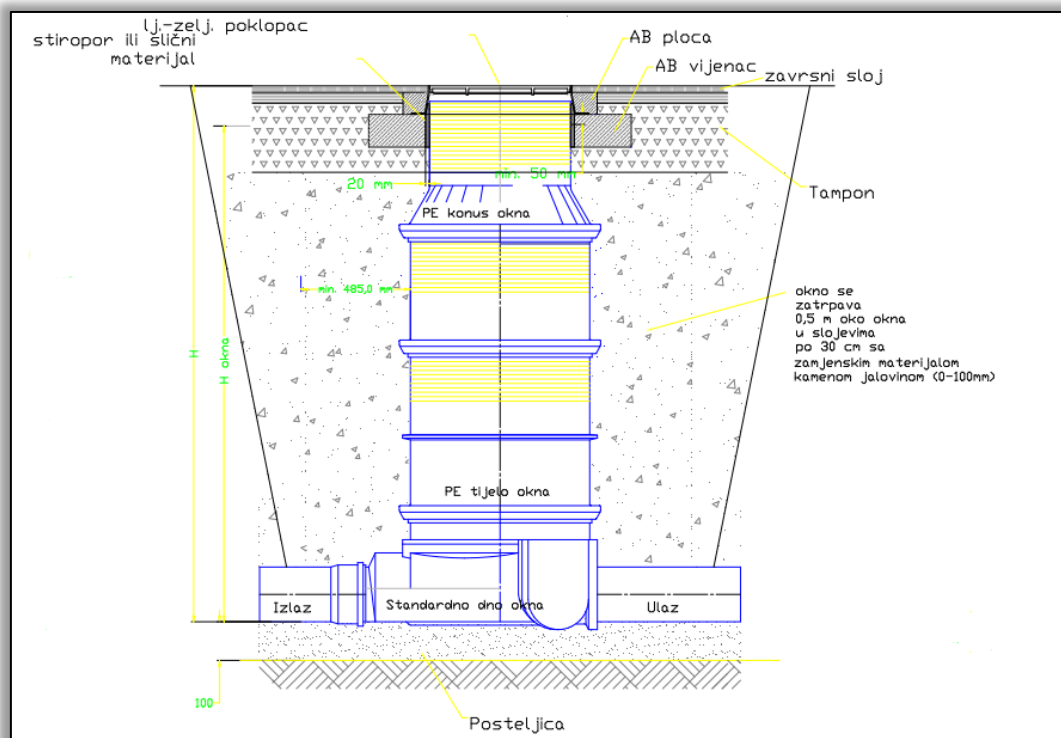 lj.-zelj. poklopac
stiropor ili slični
materijal
AB ploca
AB vijenac
zavrsni sloj
20 mm
min. 50 mm
Tampon
PE konus okna
min. 485,0 mm
okno se
zatrpava
0,5 m oko okna
u slojevima
po 30 cm sa
zamjenskim materijalom
kamenom jalovinom (0-100mm)
H
H okna
PE tijelo okna
Izlaz
Standardno dno okna
Ulaz
100
Posteljica